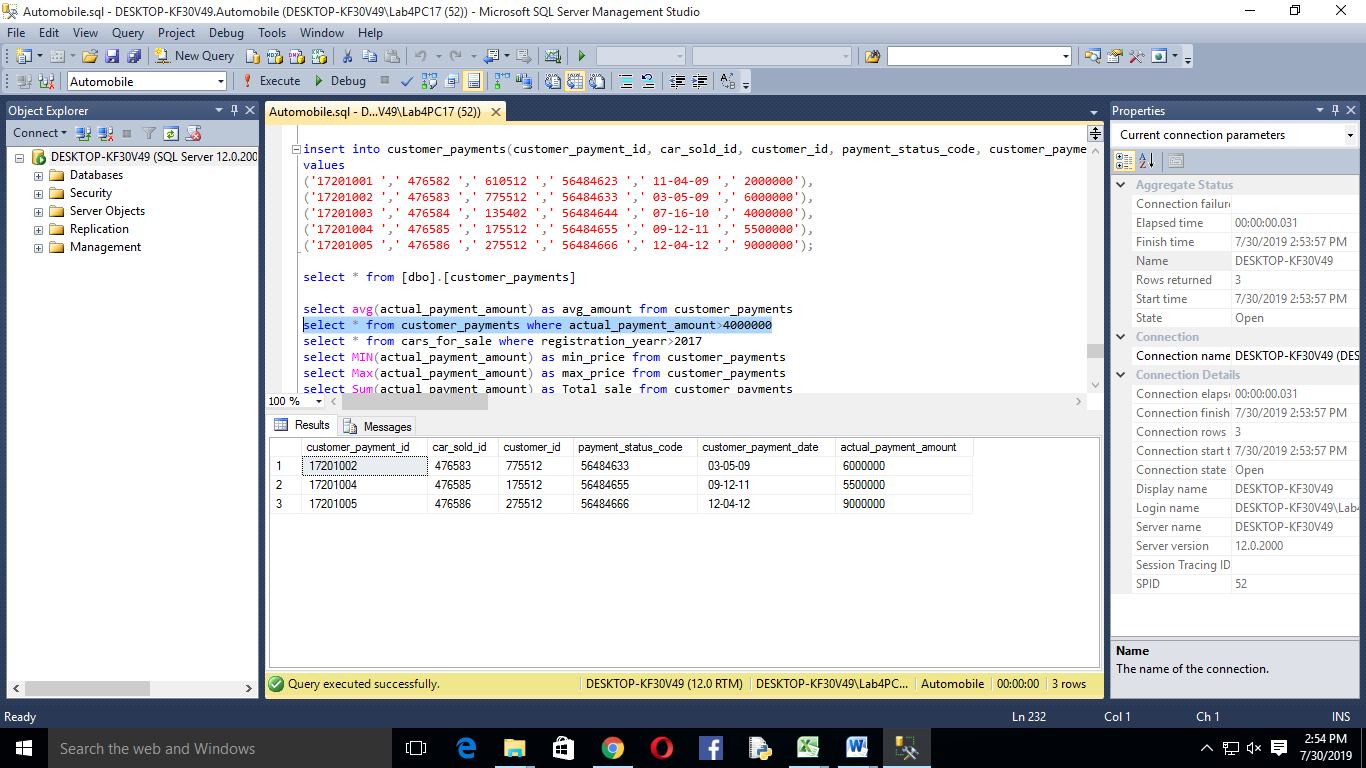 Automobile.sql - DESKTOP-KF30V49.Automobile (DESKTOP-KF30V49\Lab4PC17 (52)) - Microsoft SQL Server Management Studio
File Edit View Query Project Debug Tools Window Help
New Query
Automobile Execute Debug
Object Explorer
Connect
DESKTOP-KF30V49 (SQL Server 12.0.200
Databases
Security
Server Objects
Replication
Management
Automobile.sql - D...V49\Lab4PC17 (52))
insert into customer_payments(customer_payment_id, car_sold_id, customer_id, payment_status_code, customer_payme
values
('17201001 ',' 476582 ',' 610512 ',' 56484623 ',' 11-04-09 ',' 2000000'),
('17201002 ',' 476583 ',' 775512 ',' 56484633 ',' 03-05-09 ',' 6000000'),
('17201003 ',' 476584 ',' 135402 ',' 56484644 ',' 07-16-10 ',' 4000000'),
('17201004 ',' 476585 ',' 175512 ',' 56484655 ',' 09-12-11 ',' 5500000'),
('17201005 ',' 476586 ',' 275512 ',' 56484666 ',' 12-04-12 ',' 9000000');
select * from [dbo].[customer_payments]
select avg(actual_payment_amount) as avg_amount from customer_payments
select * from customer_payments where actual_payment_amount>4000000
select * from cars_for_sale where registration_yearr>2017
select MIN(actual_payment_amount) as min_price from customer_payments
select Max(actual_payment_amount) as max_price from customer_payments
select Sum(actual_payment_amount) as Total_sale from customer_payments
100 %
Results Messages
customer_payment_id car_sold_id customer_id payment_status_code customer_payment_date actual_payment_amount
1 17201002 476583 775512 56484633 03-05-09 6000000
2 17201004 476585 175512 56484655 09-12-11 5500000
3 17201005 476586 275512 56484666 12-04-12 9000000
Query executed successfully. DESKTOP-KF30V49 (12.0 RTM) DESKTOP-KF30V49\Lab4PC... Automobile 00:00:00 3 rows
Properties
Current connection parameters
Aggregate Status
Connection failure
Elapsed time 00:00:00.031
Finish time 7/30/2019 2:53:57 PM
Name DESKTOP-KF30V49
Rows returned 3
Start time 7/30/2019 2:53:57 PM
State Open
Connection
Connection name DESKTOP-KF30V49 (DES
Connection Details
Connection elapse 00:00:00.031
Connection finish 7/30/2019 2:53:57 PM
Connection rows 3
Connection start t 7/30/2019 2:53:57 PM
Connection state Open
Display name DESKTOP-KF30V49
Login name DESKTOP-KF30V49\Lab4
Server name DESKTOP-KF30V49
Server version 12.0.2000
Session Tracing ID
SPID 52
Name
The name of the connection.
Ready Ln 232 Col 1 Ch 1 INS
Search the web and Windows
2:54 PM
7/30/2019